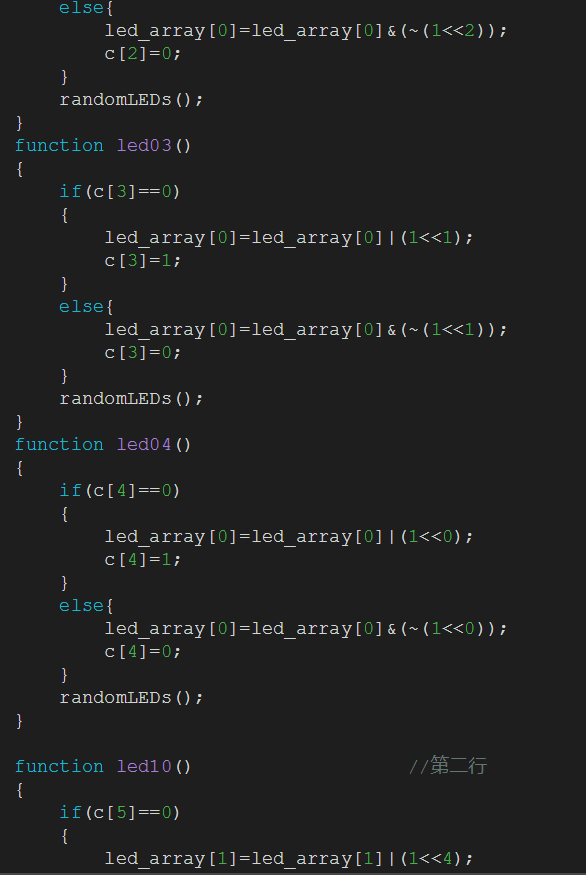 else{
        led_array[0]=led_array[0]&(~(1<<2));
        c[2]=0;
    }
    randomLEDs();
}
function led03()
{
    if(c[3]==0)
    {
        led_array[0]=led_array[0]|(1<<1);
        c[3]=1;
    }
    else{
        led_array[0]=led_array[0]&(~(1<<1));
        c[3]=0;
    }
    randomLEDs();
}
function led04()
{
    if(c[4]==0)
    {
        led_array[0]=led_array[0]|(1<<0);
        c[4]=1;
    }
    else{
        led_array[0]=led_array[0]&(~(1<<0));
        c[4]=0;
    }
    randomLEDs();
}

function led10()                   //第二行
{
    if(c[5]==0)
    {
        led_array[1]=led_array[1]|(1<<4);